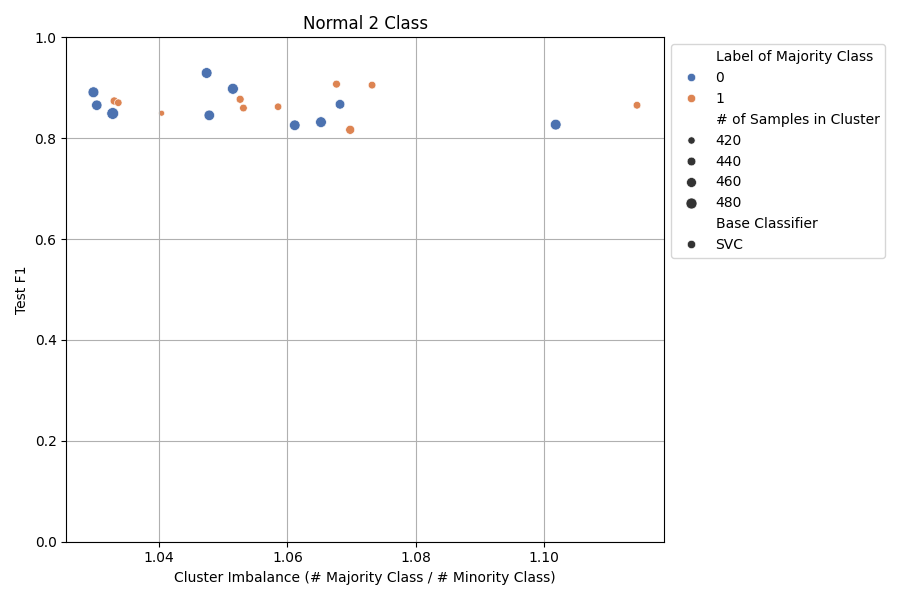 Normal 2 Class
1.0
0.8
0.6
0.4
0.2
0.0
Test F1
1.04
1.06
1.08
1.10
Cluster Imbalance (# Majority Class / # Minority Class)
Label of Majority Class
0
1
# of Samples in Cluster
420
440
460
480
Base Classifier
SVC